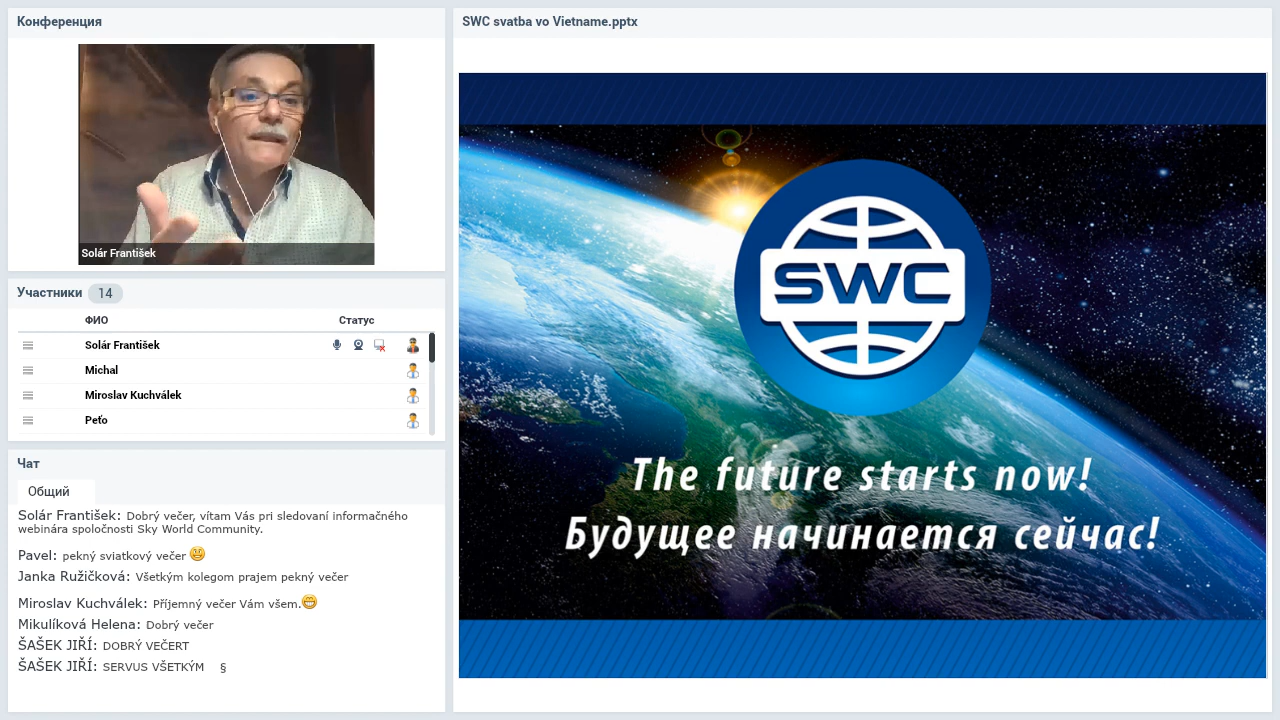 Конференция
Solár František
Участники 14
ФИО Статус
Solár František
Michal
Miroslav Kuchválek
Peťo
Чат
Общий
Solár František: Dobrý večer, vítam Vás pri sledovaní informačného
webinára spoločnosti Sky World Community.
Pavel: pekný sviatkový večer
Janka Ružičková: Všetkým kolegom prajem pekný večer
Miroslav Kuchválek: Příjemný večer Vám všem.
Mikulíková Helena: Dobrý večer
ŠAŠEK JIŘÍ: DOBRÝ VEČERT
ŠAŠEK JIŘÍ: SERVUS VŠETKÝM §
SWC svatba vo Vietname.pptx
SWC
The future starts now!
Будущее начинается сейчас!